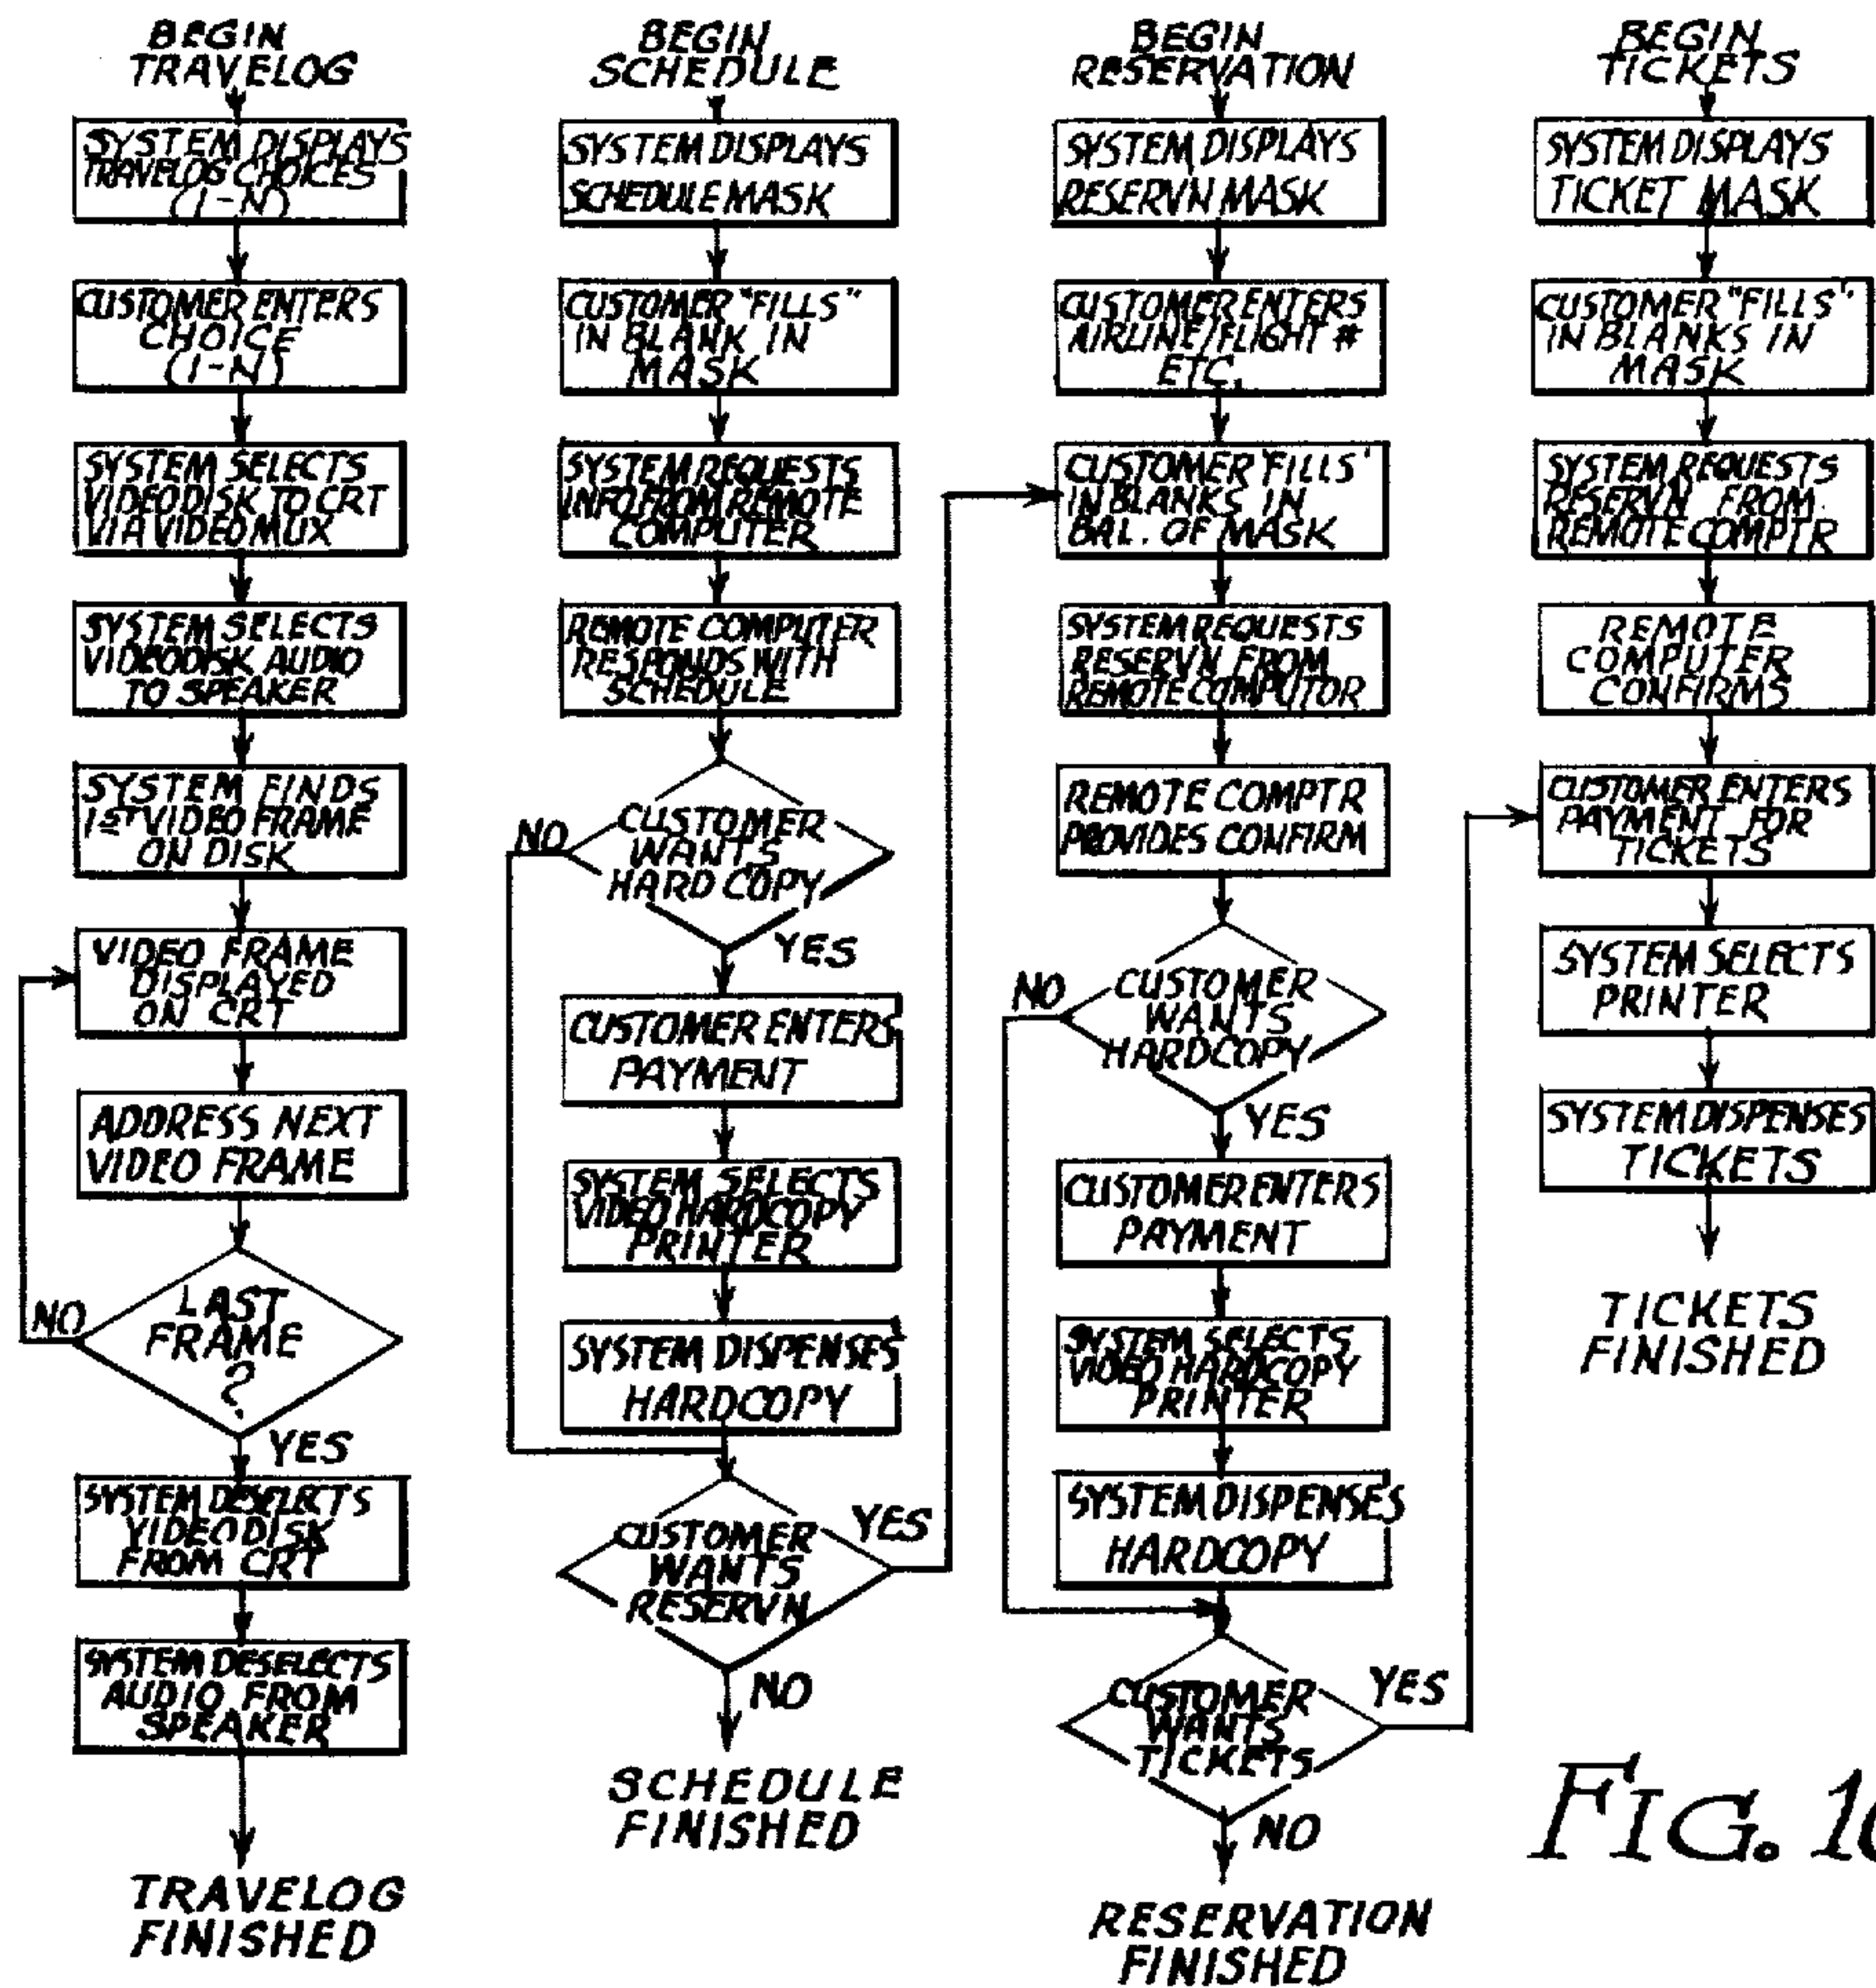 BEGIN
TRAVELOG
SYSTEM DISPLAYS
TRAVELOG CHOICES
(1-N)
CUSTOMER ENTERS
CHOICE
(1-N)
SYSTEM SELECTS
VIDEODISK TO CRT
VIA VIDEO MUX
SYSTEM SELECTS
VIDEODISK AUDIO
TO SPEAKER
SYSTEM FINDS
1ST VIDEO FRAME
ON DISK
VIDEO FRAME
DISPLAYED
ON CRT
ADDRESS NEXT
VIDEO FRAME
LAST
FRAME
?
NO
YES
SYSTEM DESELECTS
VIDEODISK
FROM CRT
SYSTEM DESELECTS
AUDIO FROM
SPEAKER
TRAVELOG
FINISHED
BEGIN
SCHEDULE
SYSTEM DISPLAYS
SCHEDULE MASK
CUSTOMER "FILLS"
IN BLANK IN
MASK
SYSTEM REQUESTS
INFO FROM REMOTE
COMPUTER
REMOTE COMPUTER
RESPONDS WITH
SCHEDULE
NO
CUSTOMER
WANTS
HARD COPY
YES
CUSTOMER ENTERS
PAYMENT
SYSTEM SELECTS
VIDEO HARDCOPY
PRINTER
SYSTEM DISPENSES
HARDCOPY
CUSTOMER
WANTS
RESERVN
YES
NO
SCHEDULE
FINISHED
BEGIN
RESERVATION
SYSTEM DISPLAYS
RESERVN MASK
CUSTOMER ENTERS
AIRLINE/FLIGHT #
ETC.
CUSTOMER "FILLS"
IN BLANKS IN
BAL. OF MASK
SYSTEM REQUESTS
RESERVN FROM
REMOTE COMPUTOR
REMOTE COMPTR
PROVIDES CONFIRM
NO
CUSTOMER
WANTS
HARDCOPY
YES
CUSTOMER ENTERS
PAYMENT
SYSTEM SELECTS
VIDEO HARDCOPY
PRINTER
SYSTEM DISPENSES
HARDCOPY
CUSTOMER
WANTS
TICKETS
YES
NO
RESERVATION
FINISHED
BEGIN
TICKETS
SYSTEM DISPLAYS
TICKET MASK
CUSTOMER "FILLS"
IN BLANKS IN
MASK
SYSTEM REQUESTS
RESERVN FROM
REMOTE COMPTR
REMOTE
COMPUTER
CONFIRMS
CUSTOMER ENTERS
PAYMENT FOR
TICKETS
SYSTEM SELECTS
PRINTER
SYSTEM DISPENSES
TICKETS
TICKETS
FINISHED
FIG.